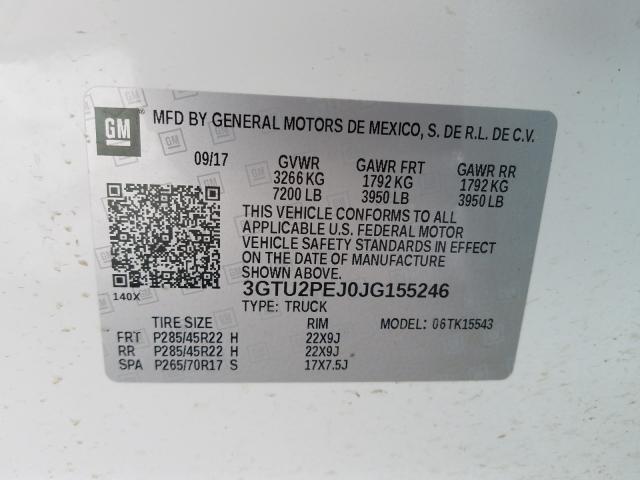 GM ® MFD BY GENERAL MOTORS DE MEXICO, S. DE R.L. DE C.V.
09/17 GVWR GAWR FRT GAWR RR
3266 KG 1792 KG 1792 KG
7200 LB 3950 LB 3950 LB
THIS VEHICLE CONFORMS TO ALL
APPLICABLE U.S. FEDERAL MOTOR
VEHICLE SAFETY STANDARDS IN EFFECT
ON THE DATE OF MANUFACTURE
SHOWN ABOVE.
140X 3GTU2PEJ0JG155246
TYPE: TRUCK
TIRE SIZE RIM MODEL: 06TK15543
FRT P285/45R22 H 22X9J
RR P285/45R22 H 22X9J
SPA P265/70R17 S 17X7.5J